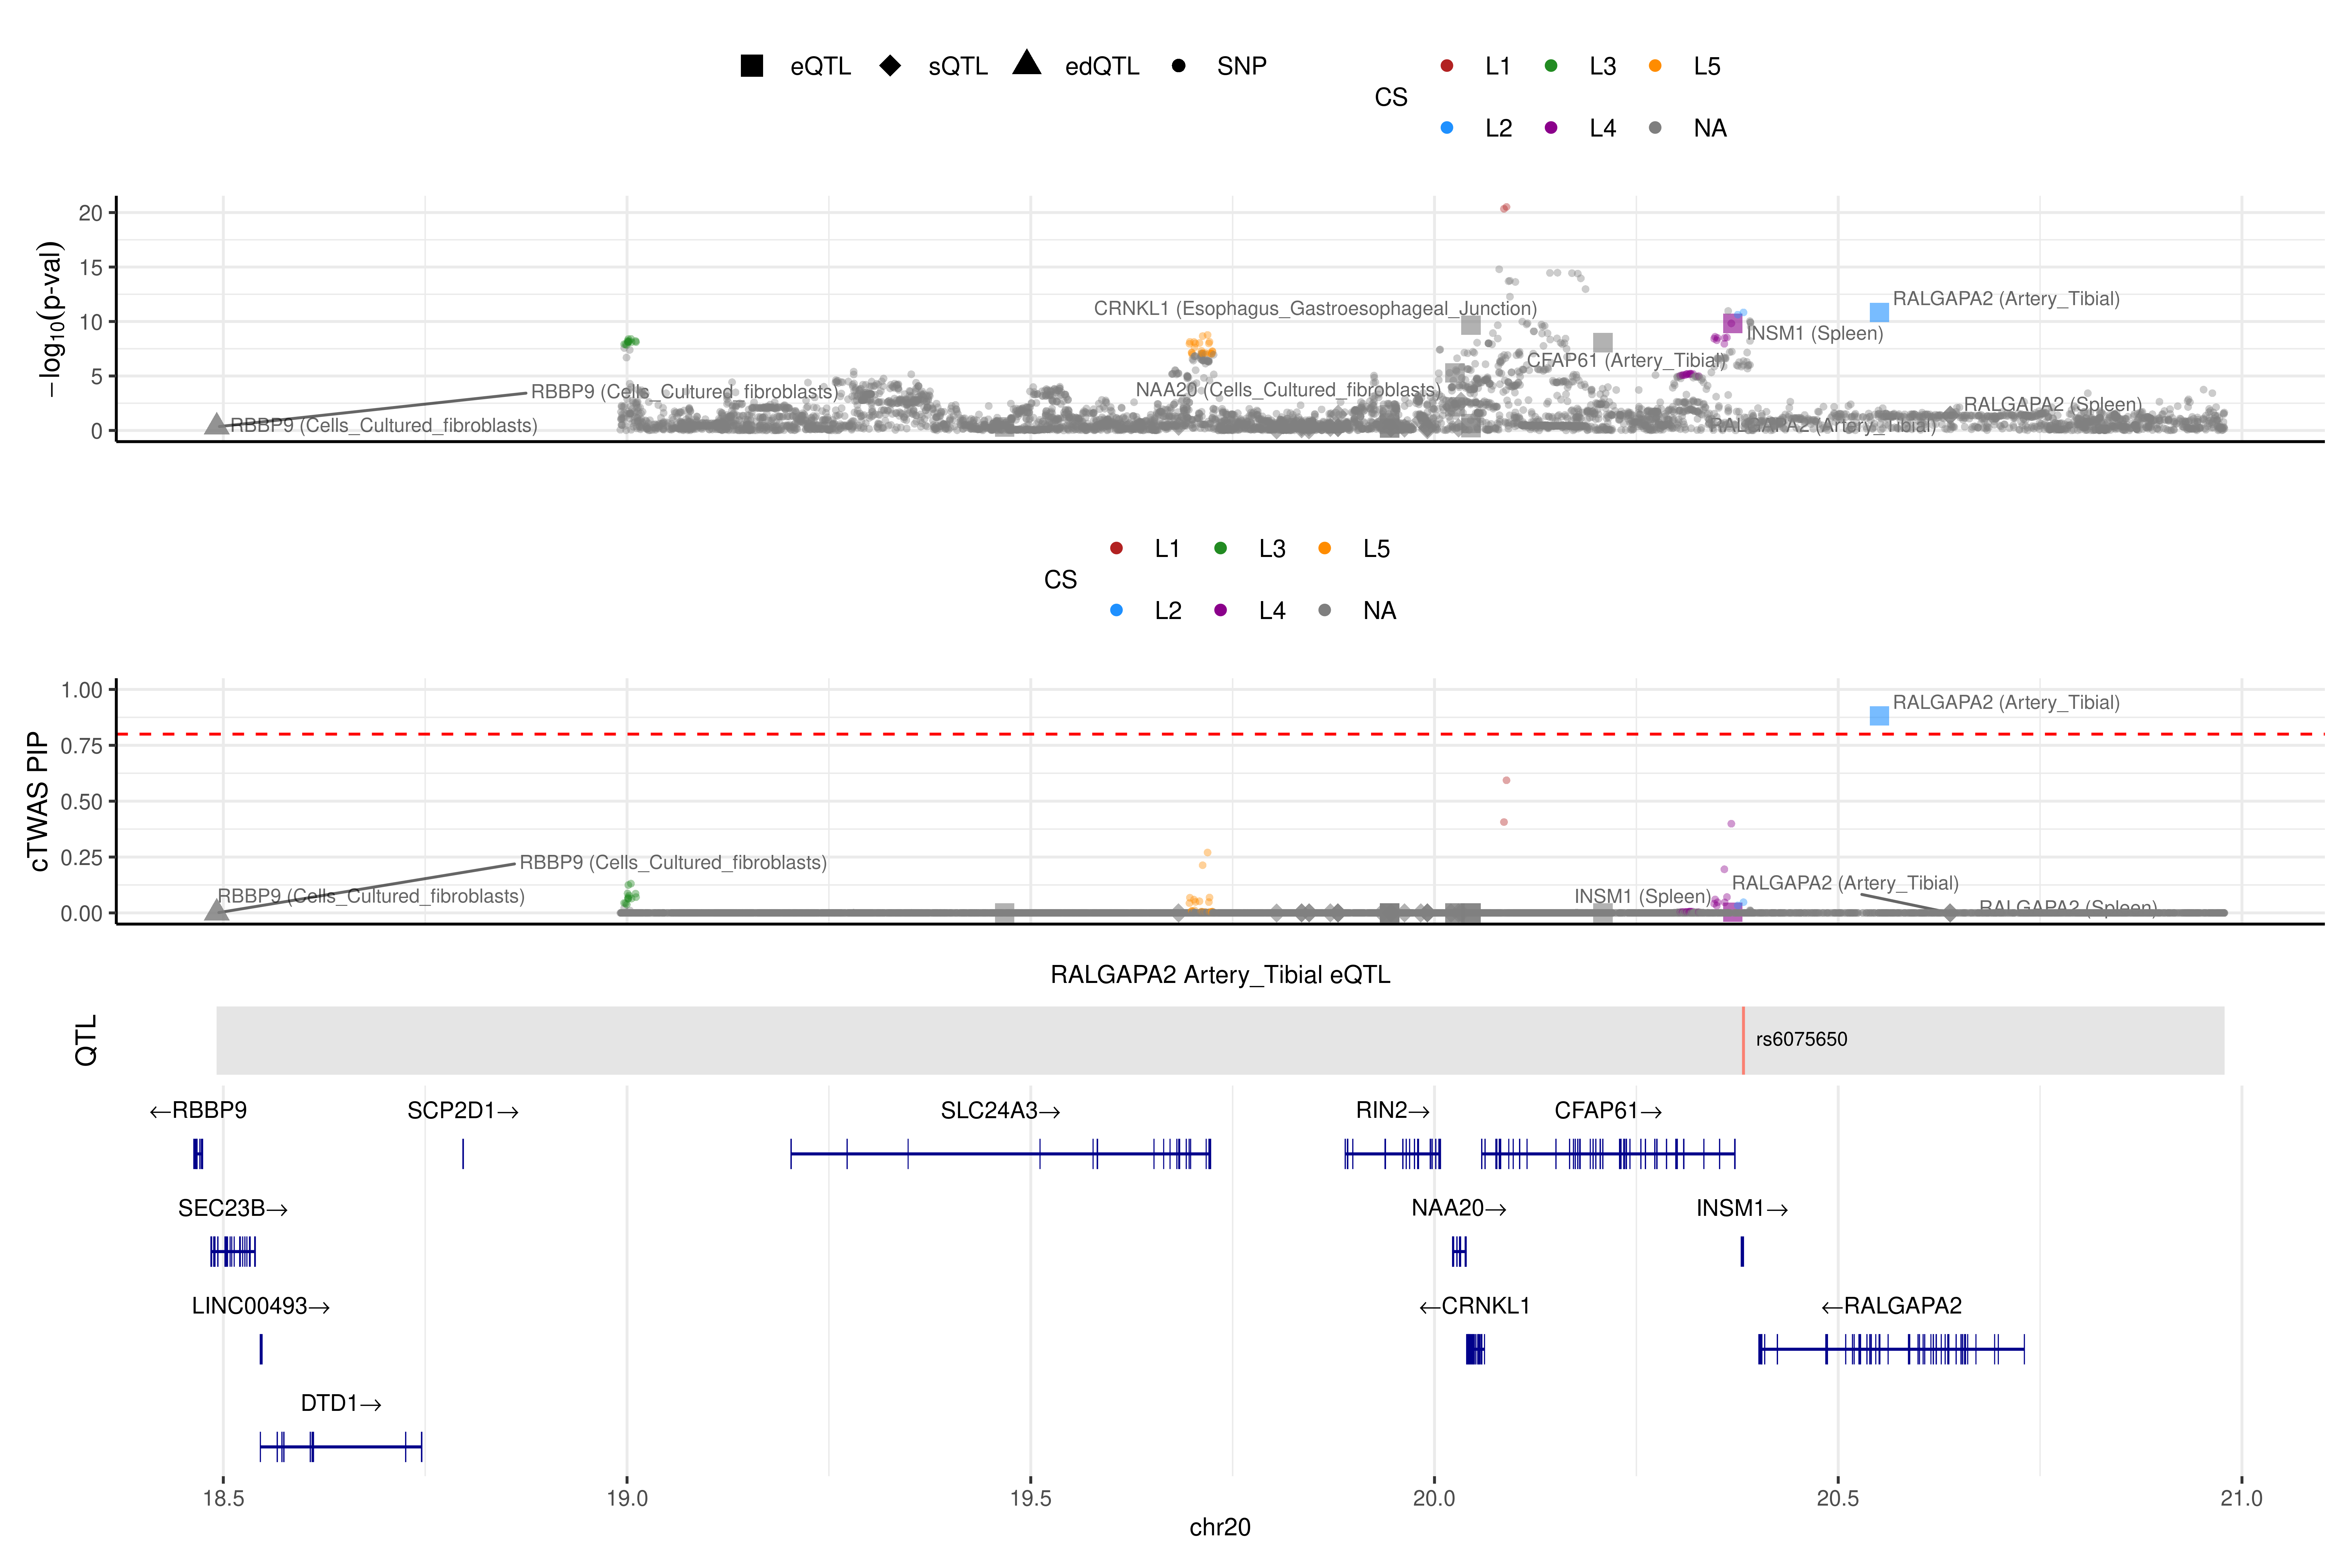 eQTL sQTL edQTL SNP
CS
L1 L3 L5
L2 L4 NA
−log10(p-val)
20
15
10
5
0
RALGAPA2 (Artery_Tibial)
CRNKL1 (Esophagus_Gastroesophageal_Junction)
INSM1 (Spleen)
CFAP61 (Artery_Tibial)
RBBP9 (Cells_Cultured_fibroblasts)
NAA20 (Cells_Cultured_fibroblasts)
RALGAPA2 (Spleen)
RBBP9 (Cells_Cultured_fibroblasts)
RALGAPA2 (Artery_Tibial)
CS
L1 L3 L5
L2 L4 NA
cTWAS PIP
1.00
0.75
0.50
0.25
0.00
RALGAPA2 (Artery_Tibial)
RBBP9 (Cells_Cultured_fibroblasts)
RALGAPA2 (Artery_Tibial)
RBBP9 (Cells_Cultured_fibroblasts)
INSM1 (Spleen)
RALGAPA2 (Spleen)
RALGAPA2 Artery_Tibial eQTL
QTL
rs6075650
←RBBP9 SCP2D1→ SLC24A3→ RIN2→ CFAP61→
SEC23B→ NAA20→ INSM1→
LINC00493→ ←CRNKL1 ←RALGAPA2
DTD1→
18.5 19.0 19.5 20.0 20.5 21.0
chr20